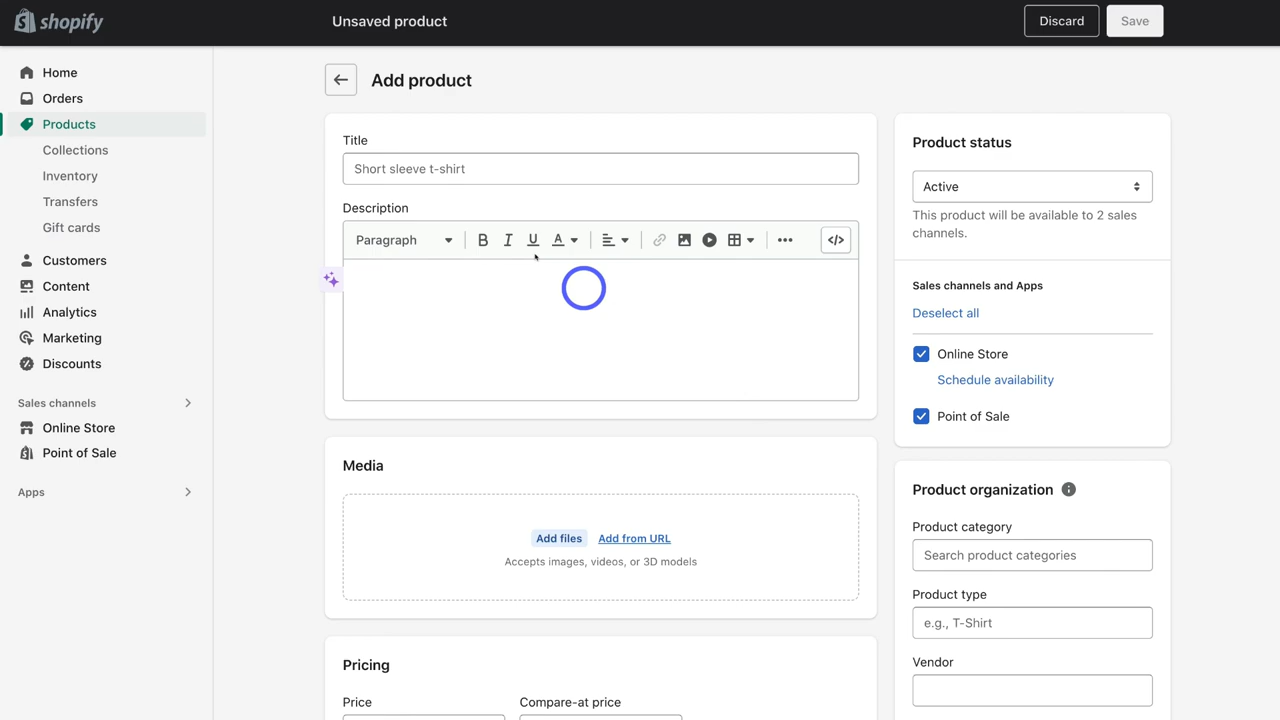 shopify
Unsaved product
Discard
Save
Home
Orders
Products
Collections
Inventory
Transfers
Gift cards
Customers
Content
Analytics
Marketing
Discounts
Sales channels
Online Store
Point of Sale
Apps
Add product
Title
Short sleeve t-shirt
Description
Paragraph
B I U A
Media
Add files Add from URL
Accepts images, videos, or 3D models
Pricing
Price Compare-at price
Product status
Active
This product will be available to 2 sales
channels.
Sales channels and Apps
Deselect all
Online Store
Schedule availability
Point of Sale
Product organization
Product category
Search product categories
Product type
e.g., T-Shirt
Vendor